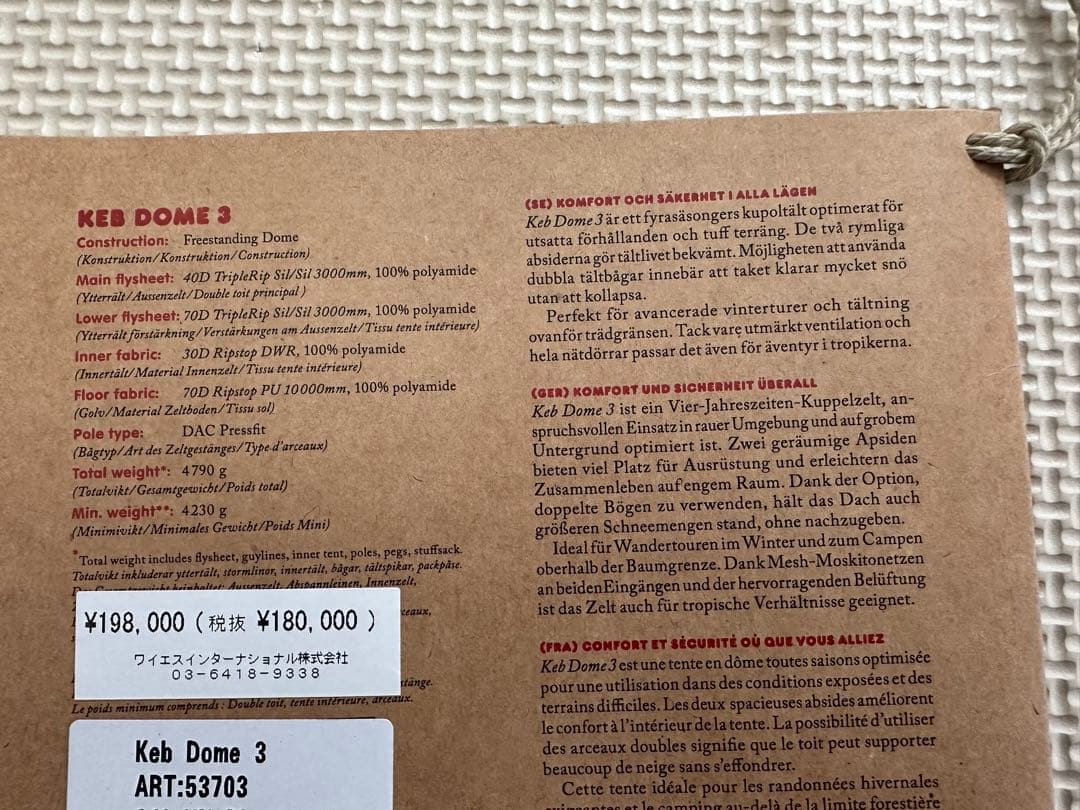 KEB DOME 3
Construction: Freestanding Dome
(Konstruktion/Konstruktion/Construction)
Main flysheet: 40D TripleRip Sil/Sil 3000mm, 100% polyamide
(Ytterrält/Aussenzelt/Double toit principal )
Lower flysheet: 70D TripleRip Sil/Sil 3000mm, 100% polyamide
(Ytterrält förstärkning/Verstärkungen am Aussenzelt/Tissu tente intérieure)
Inner fabric: 30D Ripstop DWR, 100% polyamide
(Innertält/Material Innenzelt/Tissu tente intérieure)
Floor fabric: 70D Ripstop PU 10000mm, 100% polyamide
(Golv/Material Zeltboden/Tissu sol)
Pole type: DAC Pressfit
(Bågtyp/Art des Zeltgestänges/Type d'arceaux)
Total weight*: 4790 g
(Totalvikt/Gesamtgewicht/Poids total)
Min. weight**: 4230 g
(Minimivikt/Minimales Gewicht/Poids Mini)
*Total weight includes flysheet, guylines, inner tent, poles, pegs, stuffsack.
Totalvikt inkluderar yttertält, stormlinor, innertält, bågar, tältspikar, packpåse.
Das Gesamtgewicht beinhaltet: Aussenzelt, Abspannleinen, Innenzelt,
¥198,000 (税抜 ¥180,000 )
ワイエスインターナショナル株式会社
03-6418-9338
Le poids minimum comprends : Double toit, tente intérieure, arceaux.
Keb Dome 3
ART:53703
(SE) KOMFORT OCH SÄKERHET I ALLA LÄGEN
Keb Dome 3 är ett fyrasäsongers kupoltält optimerat för
utsatta förhållanden och tuff terräng. De två rymliga
absiderna gör tältlivet bekvämt. Möjligheten att använda
dubbla tältbågar innebär att taket klarar mycket snö
utan att kollapsa.
Perfekt för avancerade vinterturer och tältning
ovanför trädgränsen. Tack vare utmärkt ventilation och
hela nätdörrar passar det även för äventyr i tropikerna.
(GER) KOMFORT UND SICHERHEIT ÜBERALL
Keb Dome 3 ist ein Vier-Jahreszeiten-Kuppelzelt, an-
spruchsvollen Einsatz in rauer Umgebung und auf grobem
Untergrund optimiert ist. Zwei geräumige Apsiden
bieten viel Platz für Ausrüstung und erleichtern das
Zusammenleben auf engem Raum. Dank der Option,
doppelte Bögen zu verwenden, hält das Dach auch
größeren Schneemengen stand, ohne nachzugeben.
Ideal für Wandertouren im Winter und zum Campen
oberhalb der Baumgrenze. Dank Mesh-Moskitonetzen
an beiden Eingängen und der hervorragenden Belüftung
ist das Zelt auch für tropische Verhältnisse geeignet.
(FRA) CONFORT ET SÉCURITÉ OÙ QUE VOUS ALLIEZ
Keb Dome 3 est une tente en dôme toutes saisons optimisée
pour une utilisation dans des conditions exposées et des
terrains difficiles. Les deux spacieuses absides améliorent
le confort à l'intérieur de la tente. La possibilité d'utiliser
des arceaux doubles signifie que le toit peut supporter
beaucoup de neige sans s'effondrer.
Cette tente idéale pour les randonnées hivernales
et le camping au-delà de la limite forestière